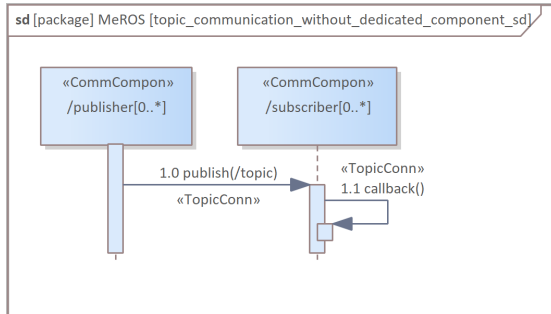 sd [package] MeROS [topic_communication_without_dedicated_component_sd]
«CommCompon»
/publisher[0..*]
«CommCompon»
/subscriber[0..*]
1.0 publish(/topic)
«TopicConn»
«TopicConn»
1.1 callback()